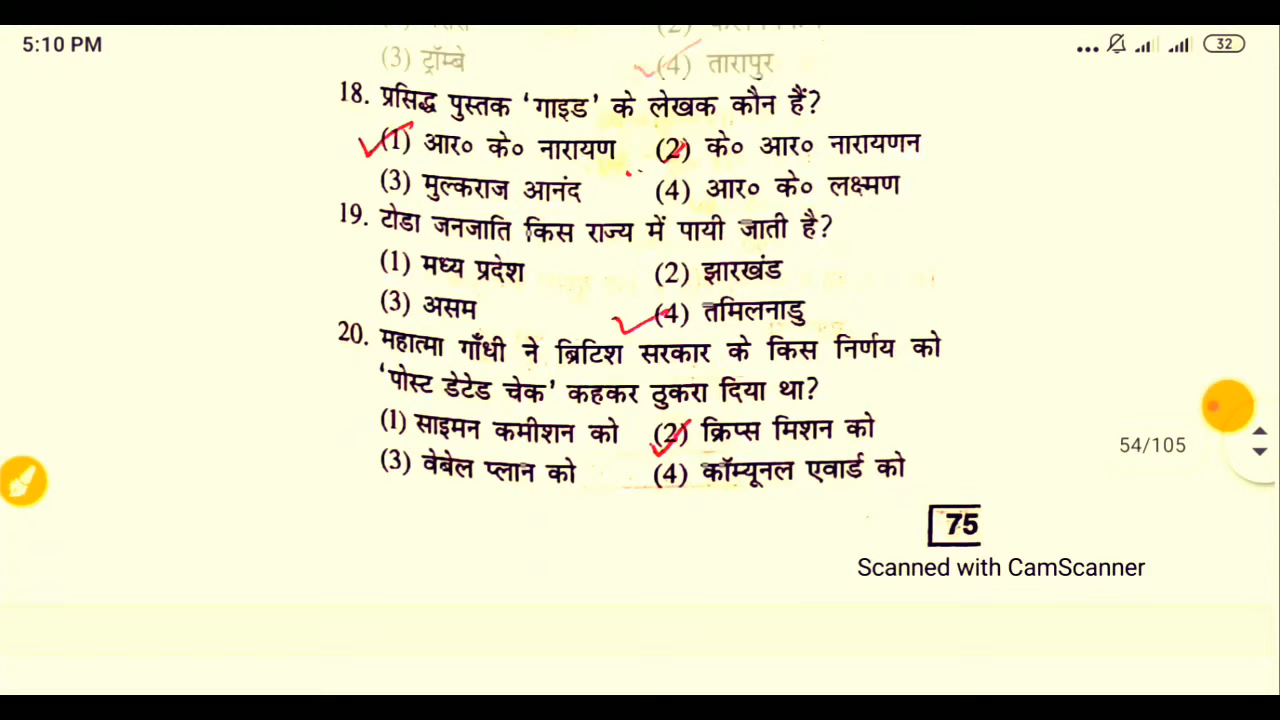 5:10 PM
... 32
(3) ट्रॉम्बे (4) तारापुर
18. प्रसिद्ध पुस्तक ‘गाइड’ के लेखक कौन हैं?
(1) आर० के० नारायण (2) के० आर० नारायणन
(3) मुल्कराज आनंद (4) आर० के० लक्ष्मण
19. टोडा जनजाति किस राज्य में पायी जाती है?
(1) मध्य प्रदेश (2) झारखंड
(3) असम (4) तमिलनाडु
20. महात्मा गाँधी ने ब्रिटिश सरकार के किस निर्णय को
‘पोस्ट डेटेड चेक’ कहकर ठुकरा दिया था?
(1) साइमन कमीशन को (2) क्रिप्स मिशन को
(3) वेबेल प्लान को (4) कॉम्यूनल एवार्ड को
54/105
75
Scanned with CamScanner